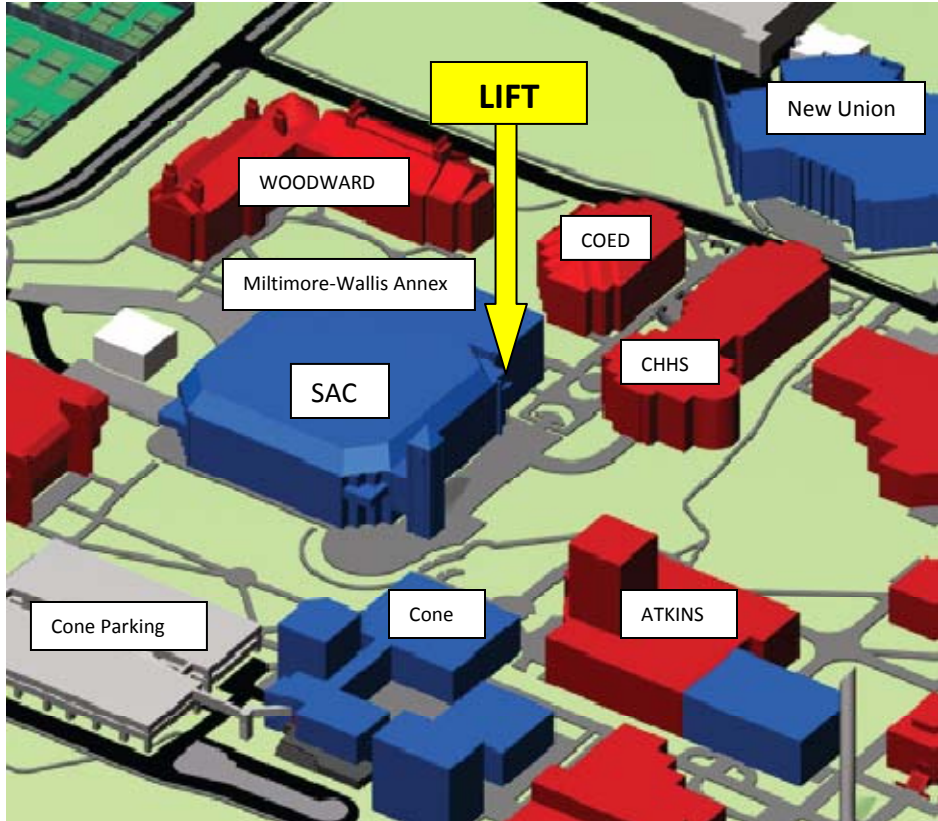 LIFT
New Union
WOODWARD
COED
Miltimore-Wallis Annex
CHHS
SAC
Cone Parking
Cone
ATKINS